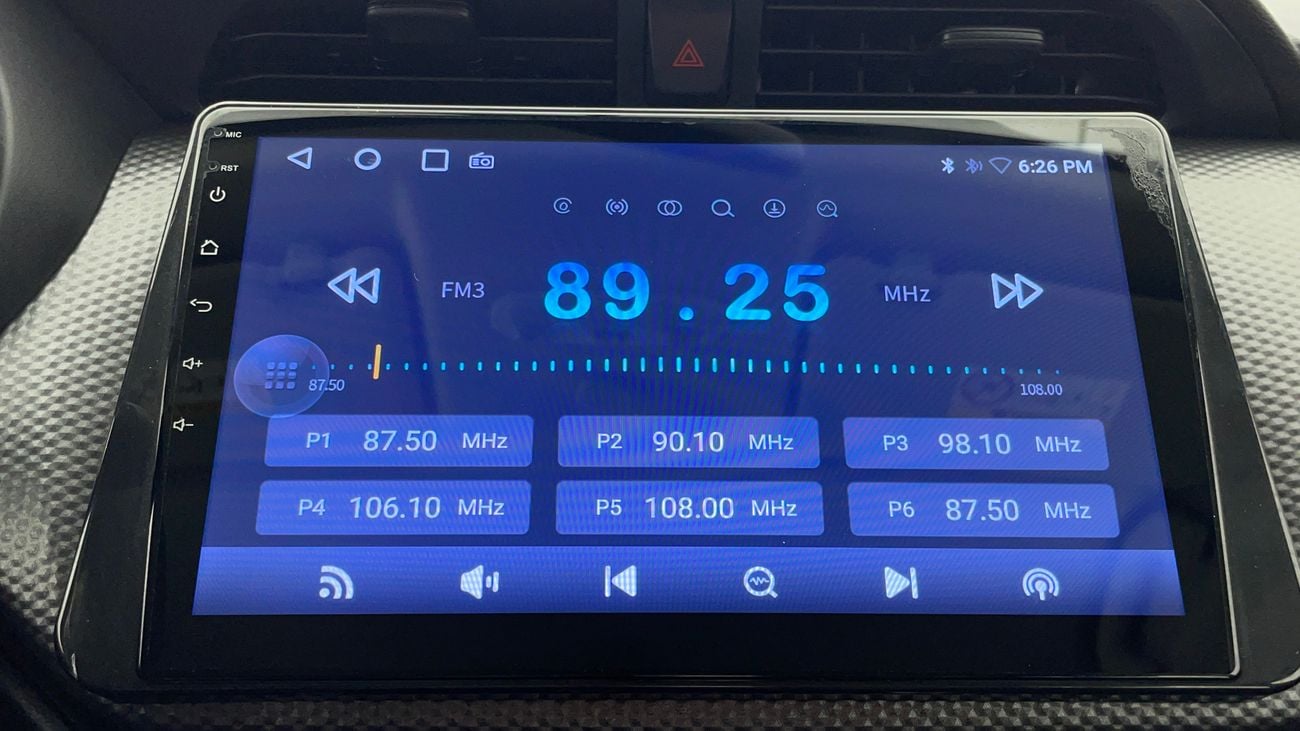 MIC
RST
6:26 PM
FM3 89.25 MHz
87.50 108.00
P1 87.50 MHz P2 90.10 MHz P3 98.10 MHz
P4 106.10 MHz P5 108.00 MHz P6 87.50 MHz